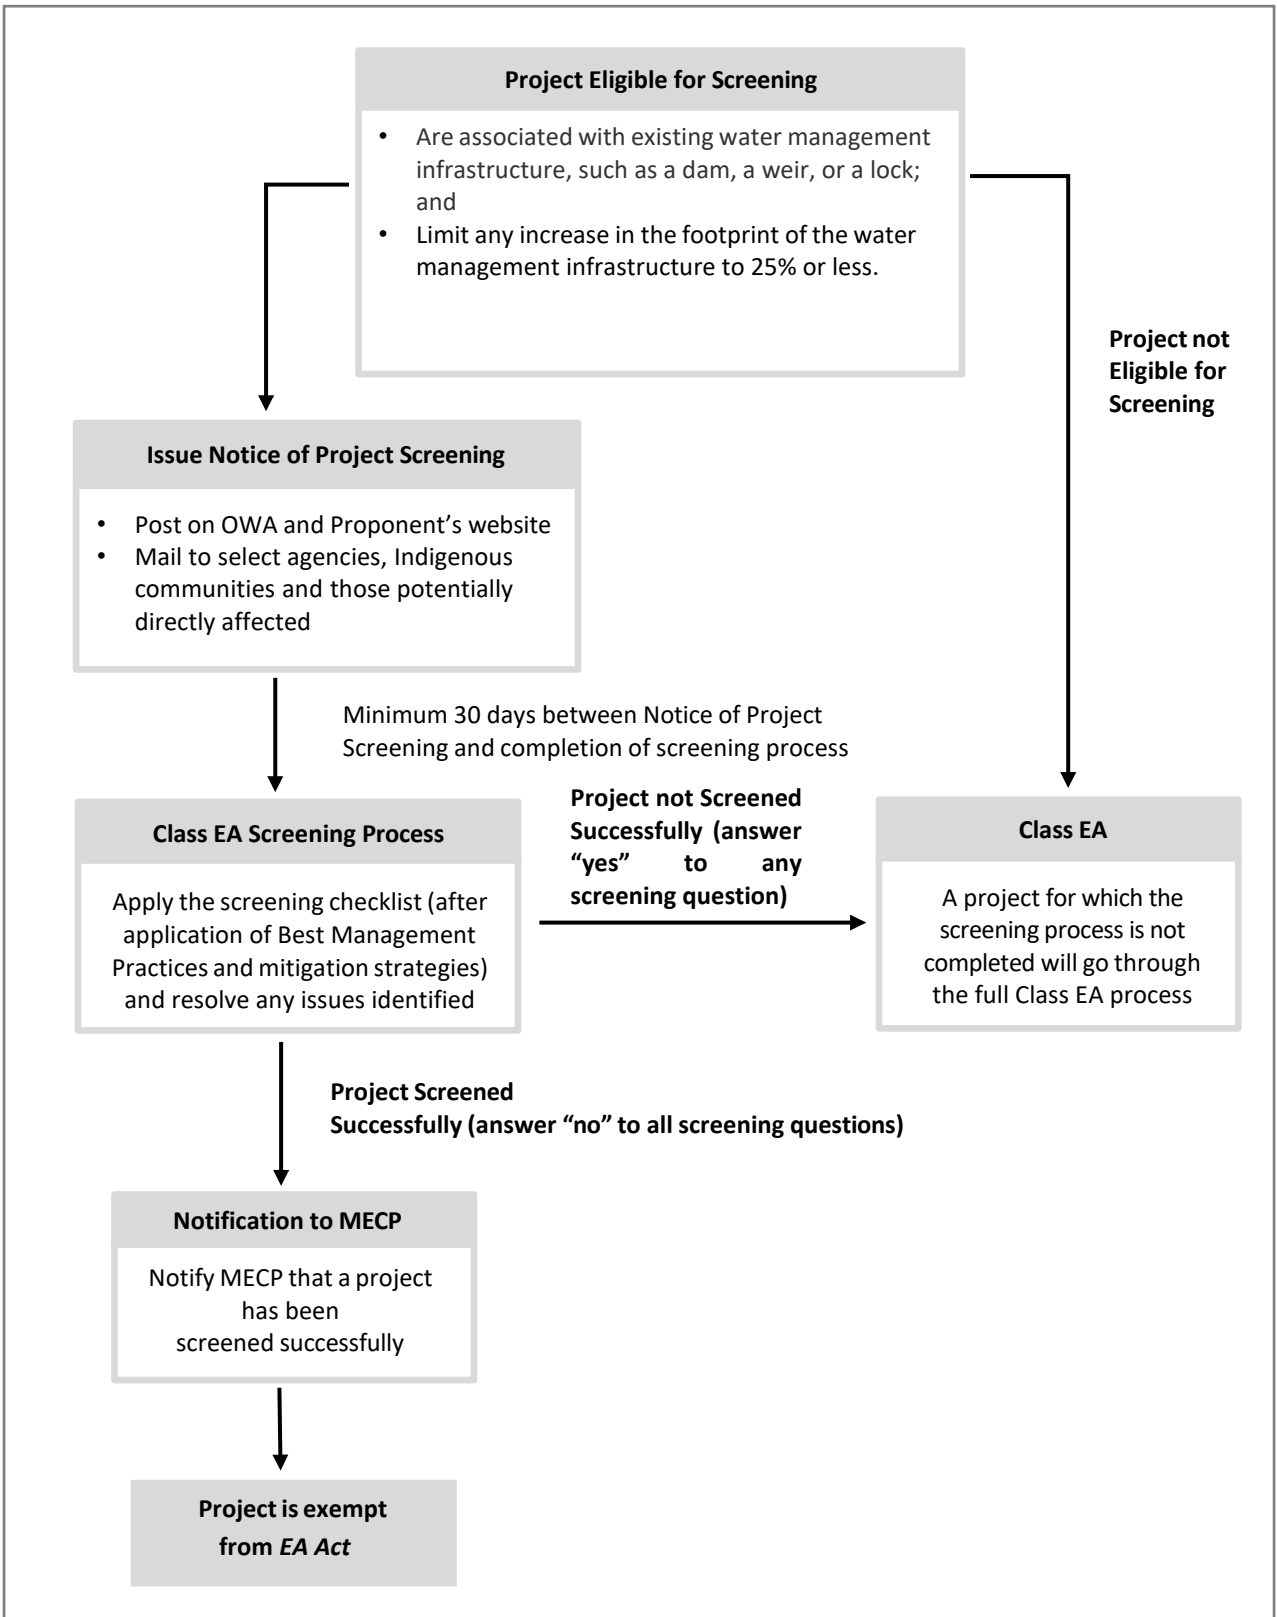 Project Eligible for Screening
• Are associated with existing water management
infrastructure, such as a dam, a weir, or a lock;
and
• Limit any increase in the footprint of the water
management infrastructure to 25% or less.
Project not
Eligible for
Screening
Issue Notice of Project Screening
• Post on OWA and Proponent’s website
• Mail to select agencies, Indigenous
communities and those potentially
directly affected
Minimum 30 days between Notice of Project
Screening and completion of screening process
Class EA Screening Process
Apply the screening checklist (after
application of Best Management
Practices and mitigation strategies)
and resolve any issues identified
Project not Screened
Successfully (answer
“yes” to any
screening question)
Class EA
A project for which the
screening process is not
completed will go through
the full Class EA process
Project Screened
Successfully (answer “no” to all screening questions)
Notification to MECP
Notify MECP that a project
has been
screened successfully
Project is exempt
from EA Act